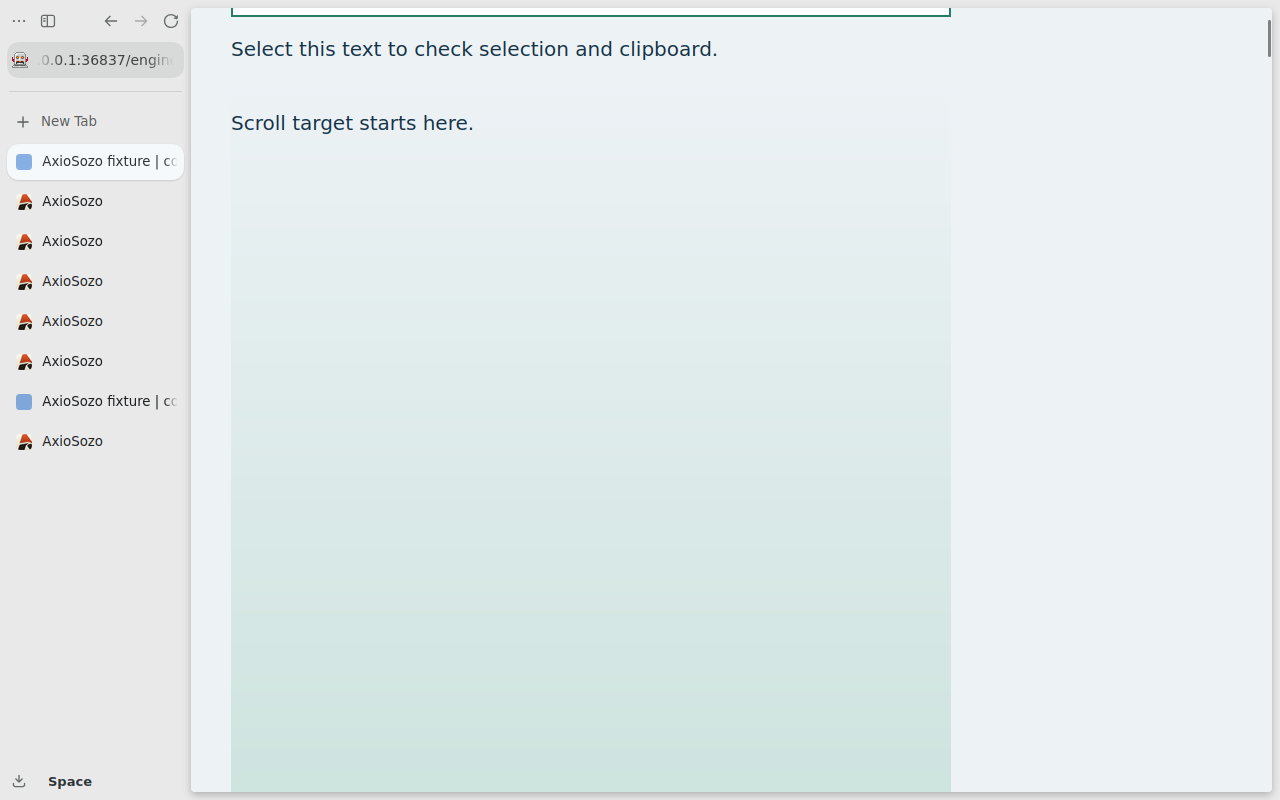 0.0.1:36837/engin
New Tab
AxioSozo fixture | co
AxioSozo
AxioSozo
AxioSozo
AxioSozo
AxioSozo
AxioSozo fixture | co
AxioSozo
Space
Select this text to check selection and clipboard.
Scroll target starts here.